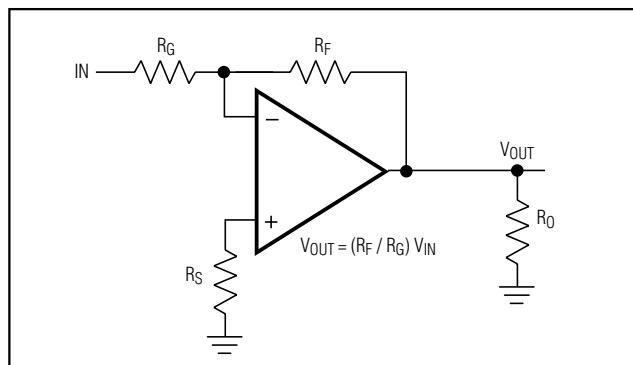 R_G
R_F
IN
−
V_OUT
+
R_O
V_OUT = (R_F / R_G) V_IN
R_S